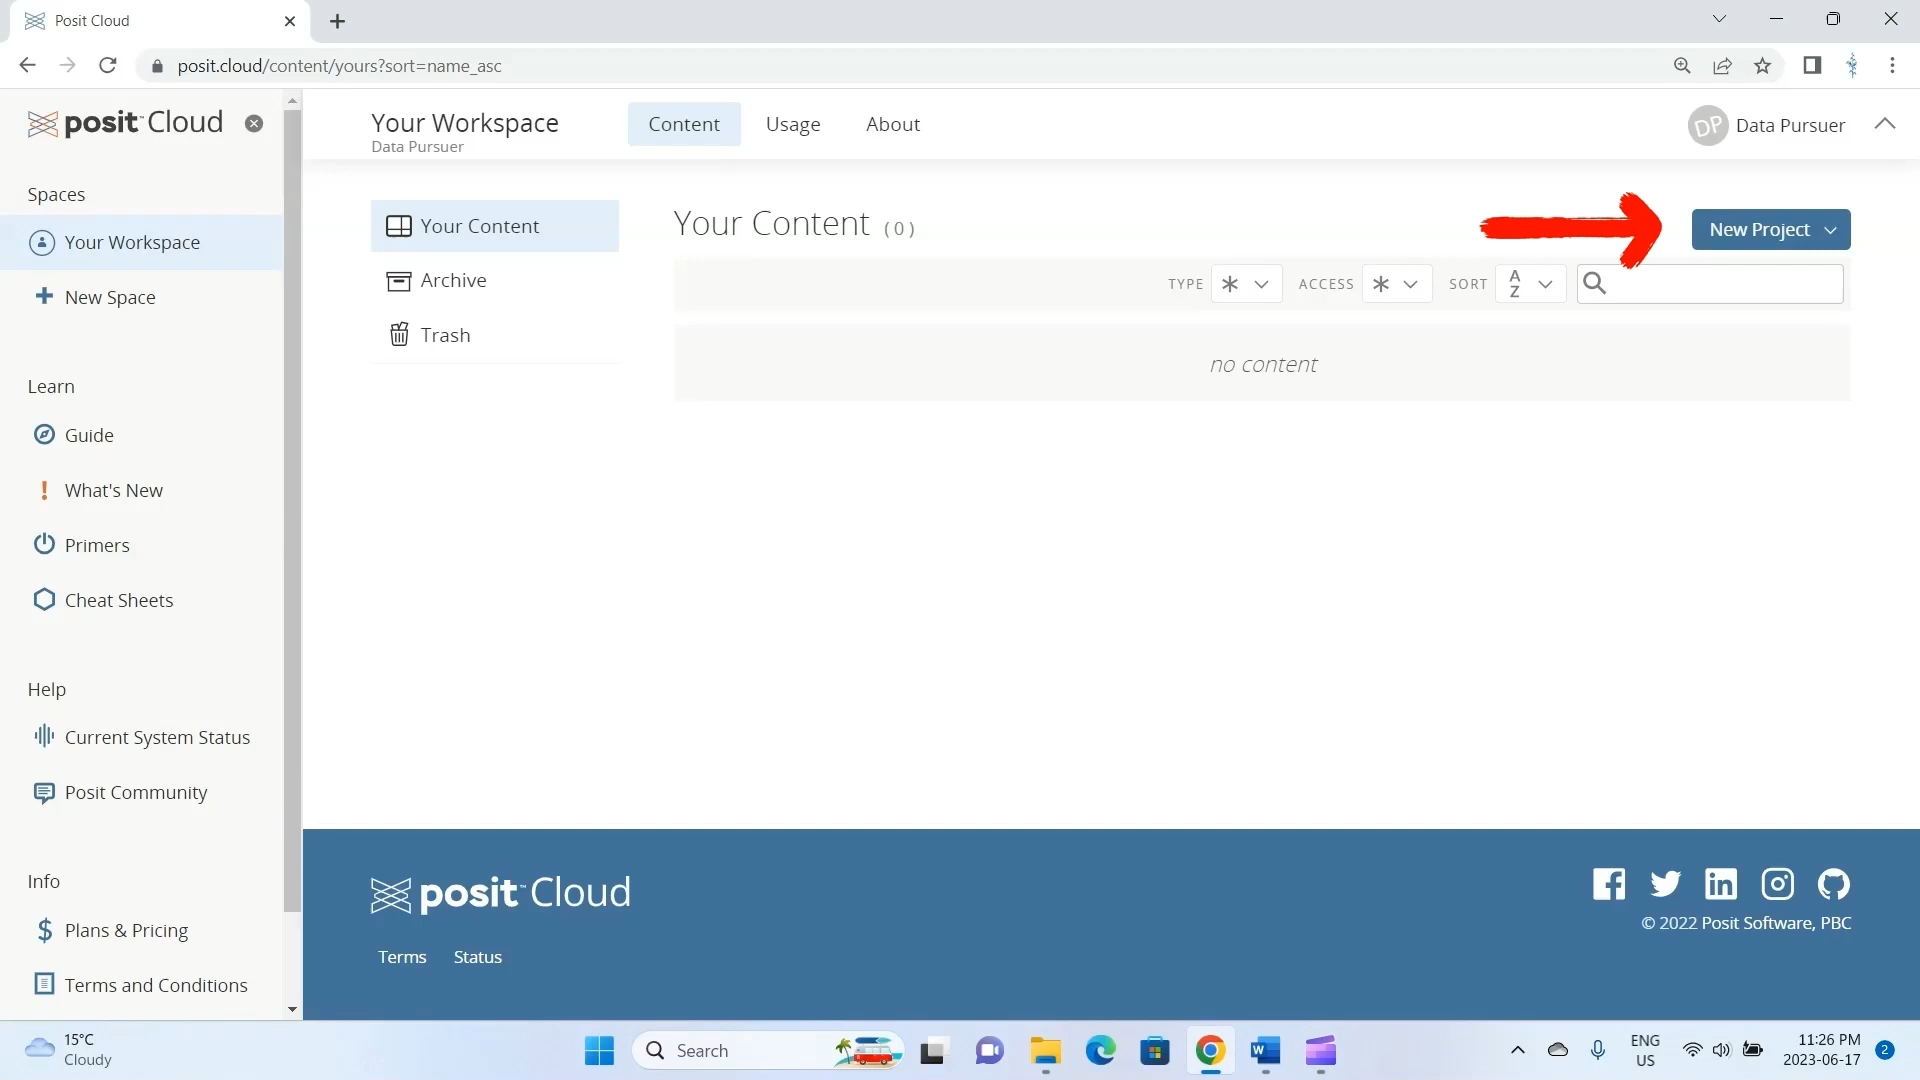 Posit Cloud
posit.cloud/content/yours?sort=name_asc
posit™ Cloud
Your Workspace
Data Pursuer
Content
Usage
About
DP
Data Pursuer
Spaces
Your Workspace
New Space
Learn
Guide
What's New
Primers
Cheat Sheets
Help
Current System Status
Posit Community
Info
Plans & Pricing
Terms and Conditions
Your Content
Archive
Trash
Your Content (0)
New Project
TYPE * ACCESS * SORT A Z
no content
posit™ Cloud
Terms Status
© 2022 Posit Software, PBC
15°C
Cloudy
Search
W
ENG
US
11:26 PM
2023-06-17
2